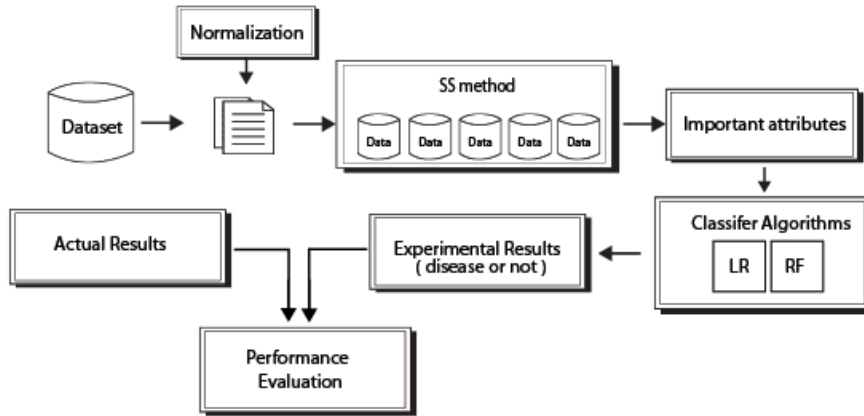 Normalization
Dataset
SS method
Data Data Data Data Data
Important attributes
Actual Results
Experimental Results
( disease or not )
Classifer Algorithms
LR RF
Performance
Evaluation